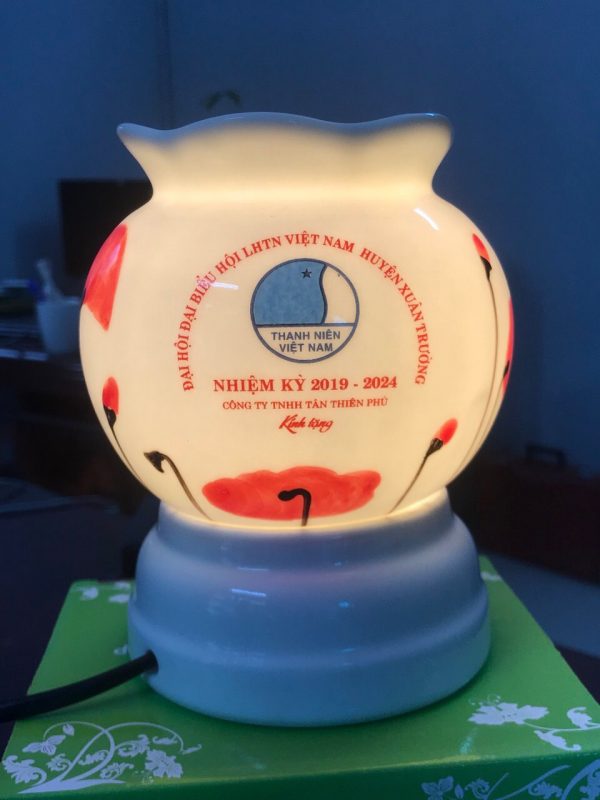 ĐẠI HỘI ĐẠI BIỂU HỘI LHTN VIỆT NAM HUYỆN XUÂN TRƯỜNG
THANH NIÊN
VIỆT NAM
NHIỆM KỲ 2019 - 2024
CÔNG TY TNHH TÂN THIÊN PHÚ
Kính tặng